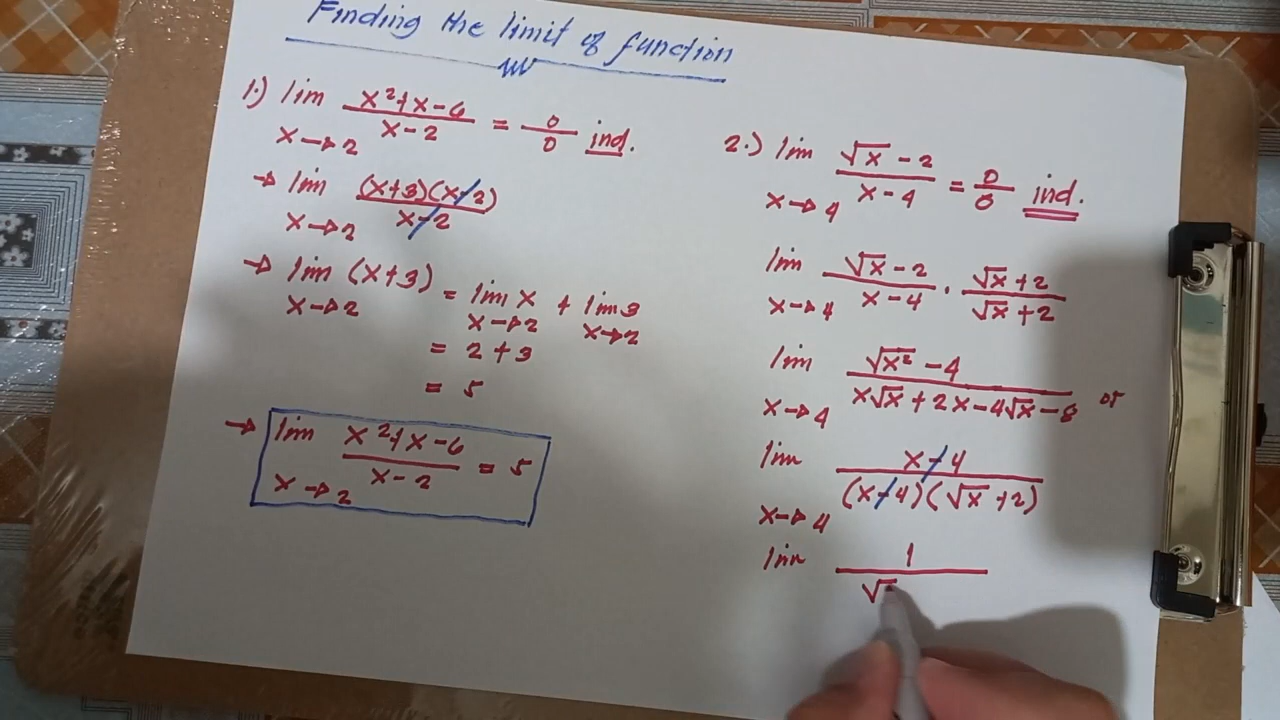 Finding the limit of function
1.) lim x²+x-6 / x-2 = 0/0 ind.
x→2
→ lim (x+3)(x-2) / x-2
x→2
→ lim (x+3) = lim x + lim 3
x→2 x→2 x→2
= 2+3
= 5
→ lim x²+x-6 / x-2 = 5
x→2
2.) lim √x-2 / x-4 = 0/0 ind.
x→4
lim √x-2 / x-4 · √x+2 / √x+2
x→4
lim √x²-4 / x√x+2x-4√x-8 or
x→4
lim x-4 / (x-4)(√x+2)
x→4
lim 1 / √